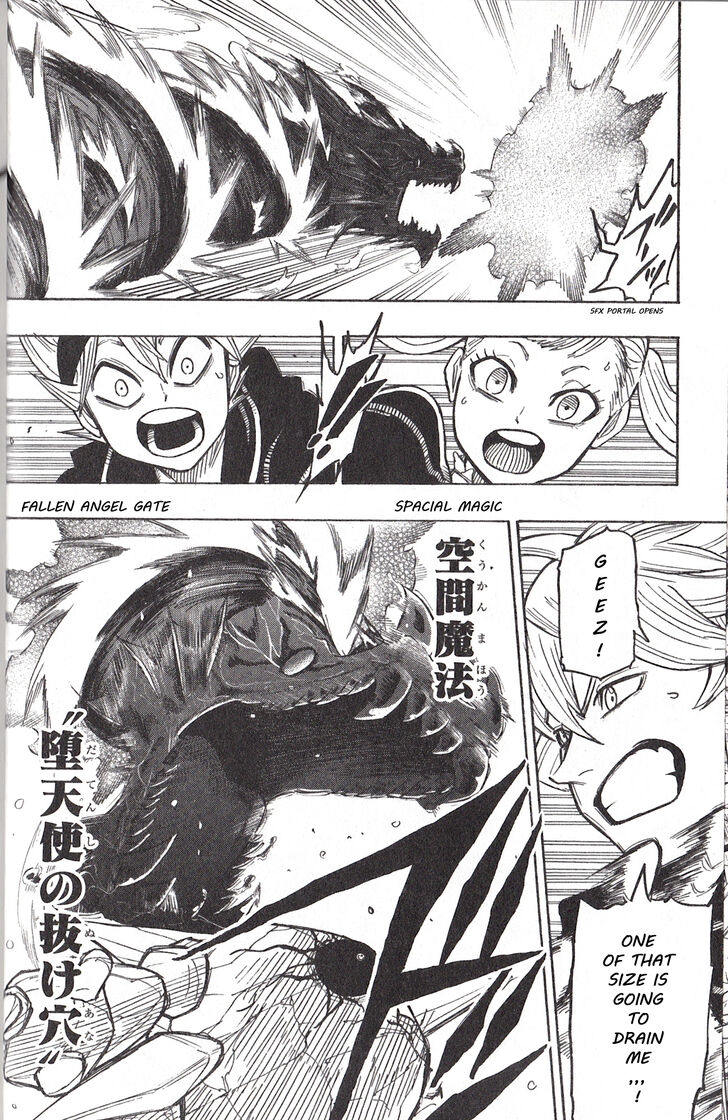 SFX PORTAL OPENS
SPACIAL MAGIC
FALLEN ANGEL GATE
GEEZ!
ONE
OF THAT
SIZE IS
GOING
TO
DRAIN
ME
,,,
!
空間魔法
くうかんまほう
〝堕天使の抜け穴〟
だてんし ぬ あな